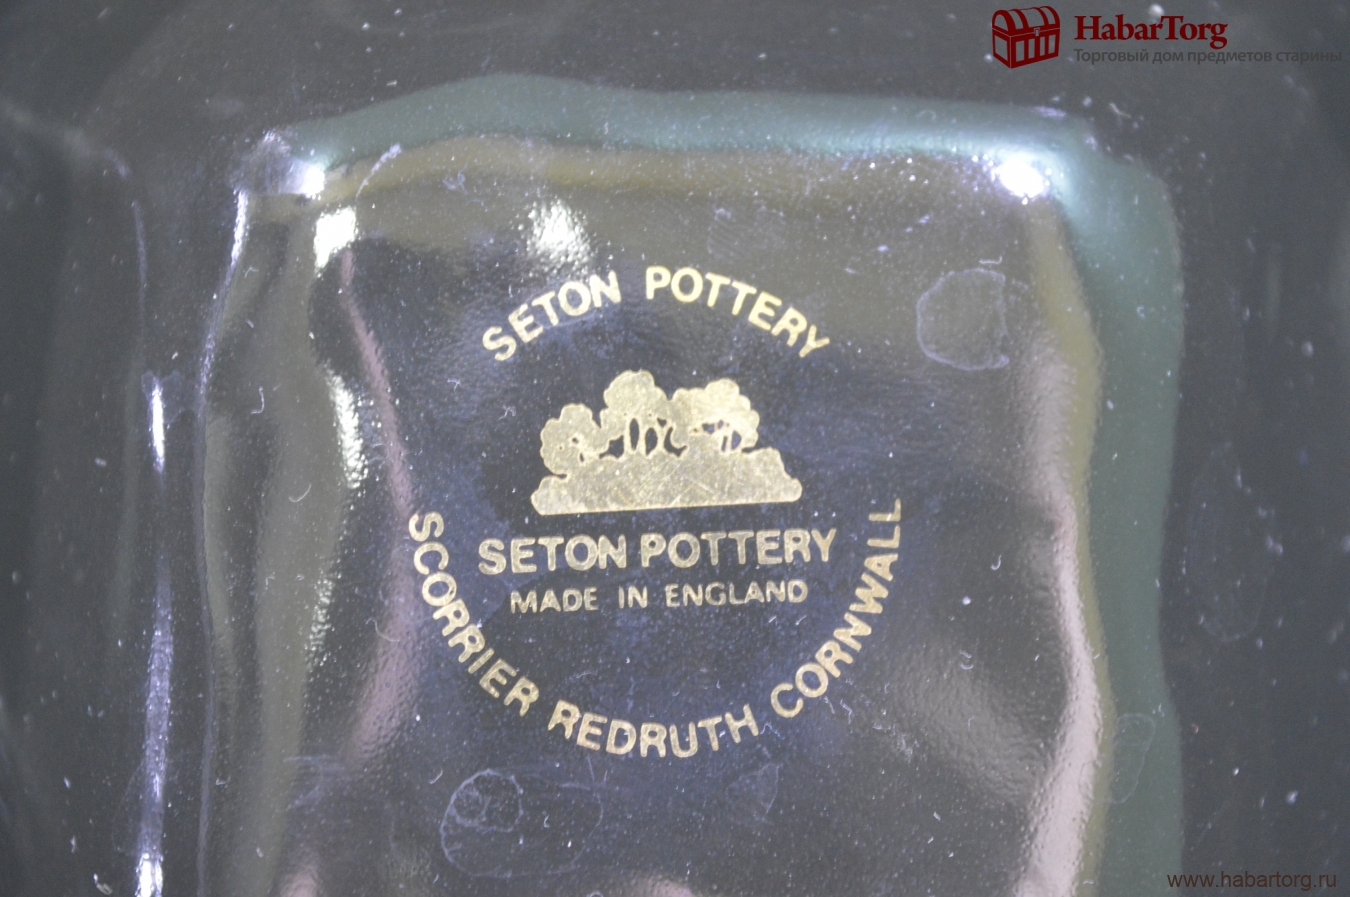 HabarTorg
Торговый дом предметов старины
SETON POTTERY
SETON POTTERY
MADE IN ENGLAND
SCORRIER REDRUTH CORNWALL
www.habartorg.ru